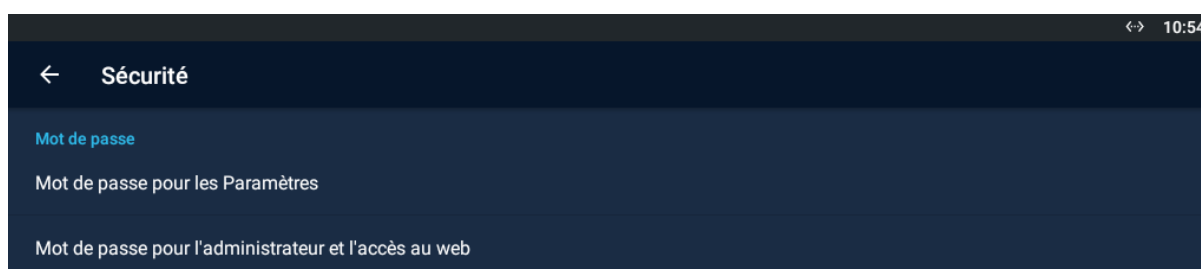 10:54
Sécurité
Mot de passe
Mot de passe pour les Paramètres
Mot de passe pour l'administrateur et l'accès au web